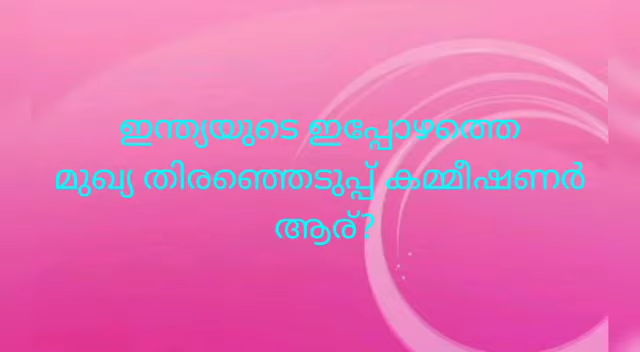 ഇന്ത്യയുടെ ഇപ്പോഴത്തെ
മുഖ്യ തിരഞ്ഞെടുപ്പ് കമ്മീഷണർ
ആര്?